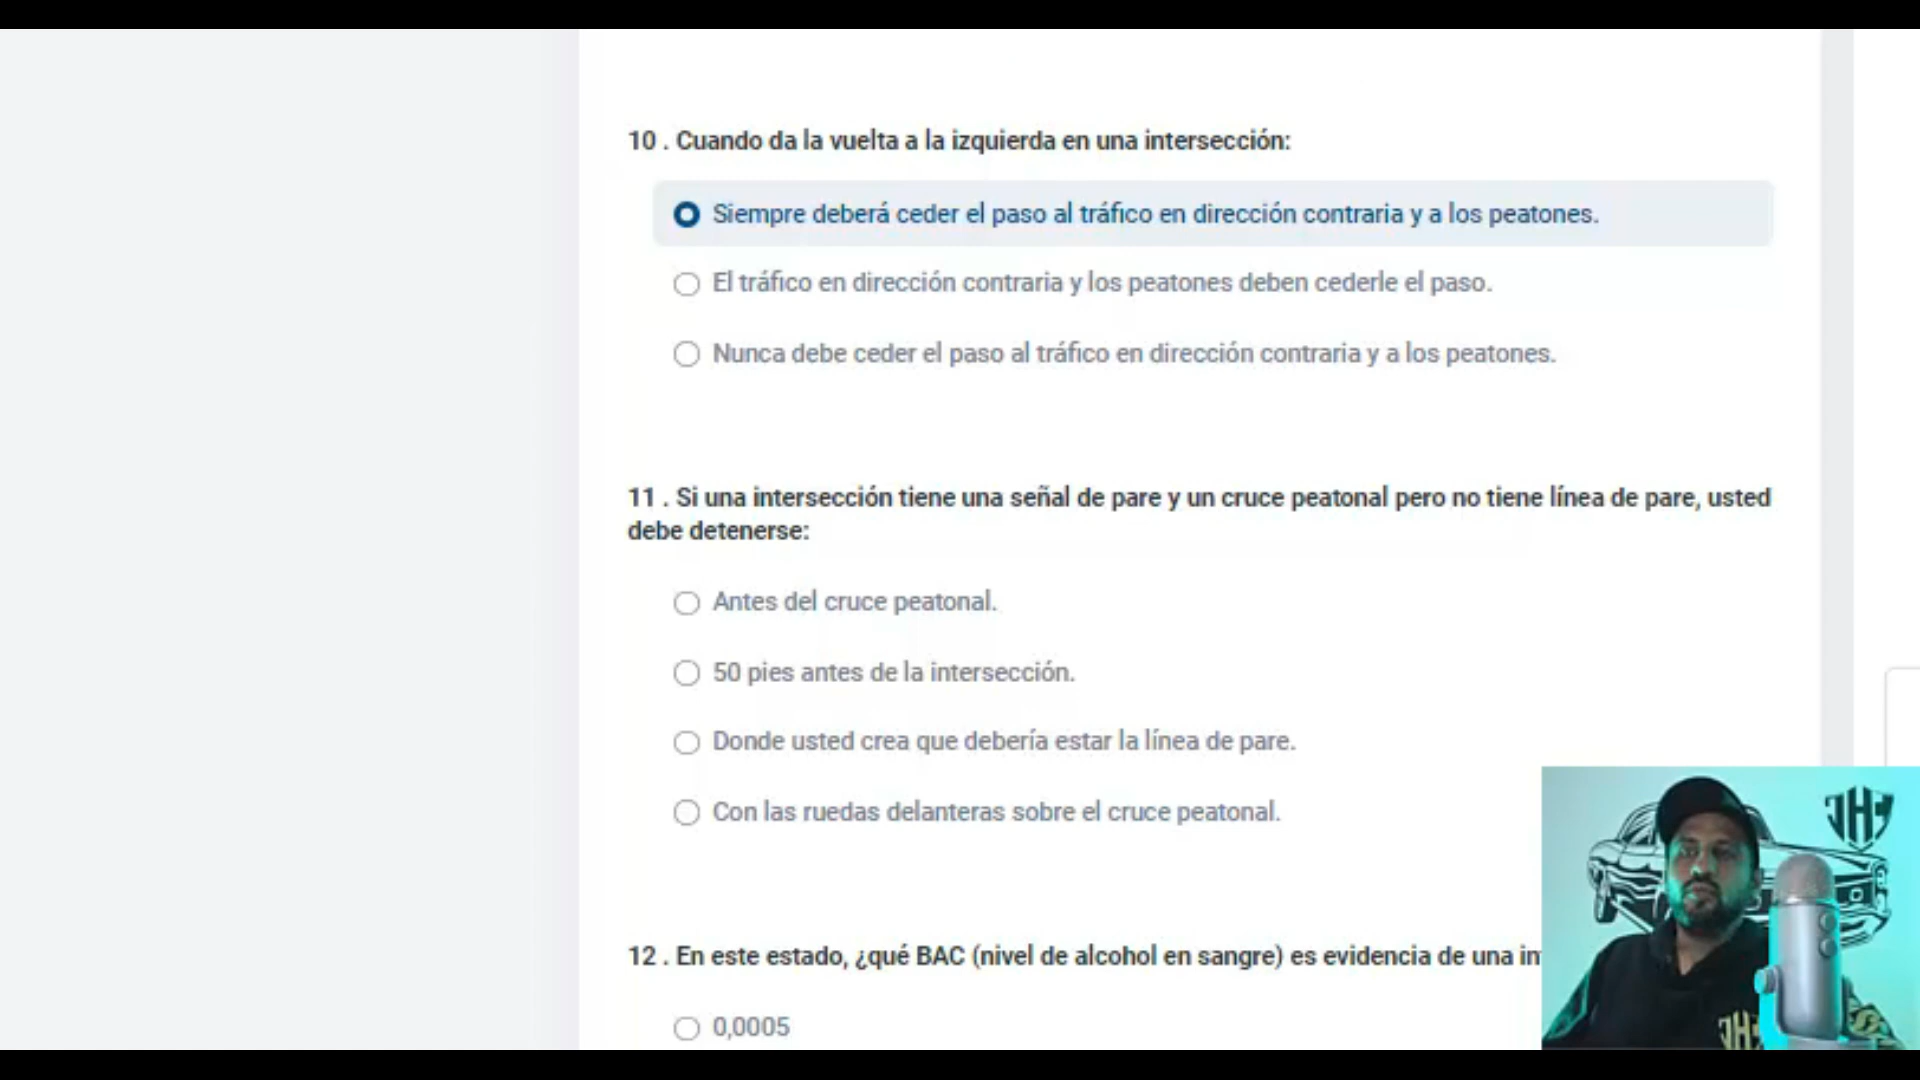 10 . Cuando da la vuelta a la izquierda en una intersección:
Siempre deberá ceder el paso al tráfico en dirección contraria y a los peatones.
El tráfico en dirección contraria y los peatones deben cederle el paso.
Nunca debe ceder el paso al tráfico en dirección contraria y a los peatones.
11 . Si una intersección tiene una señal de pare y un cruce peatonal pero no tiene línea de pare, usted
debe detenerse:
Antes del cruce peatonal.
50 pies antes de la intersección.
Donde usted crea que debería estar la línea de pare.
Con las ruedas delanteras sobre el cruce peatonal.
12 . En este estado, ¿qué BAC (nivel de alcohol en sangre) es evidencia de una
0,0005